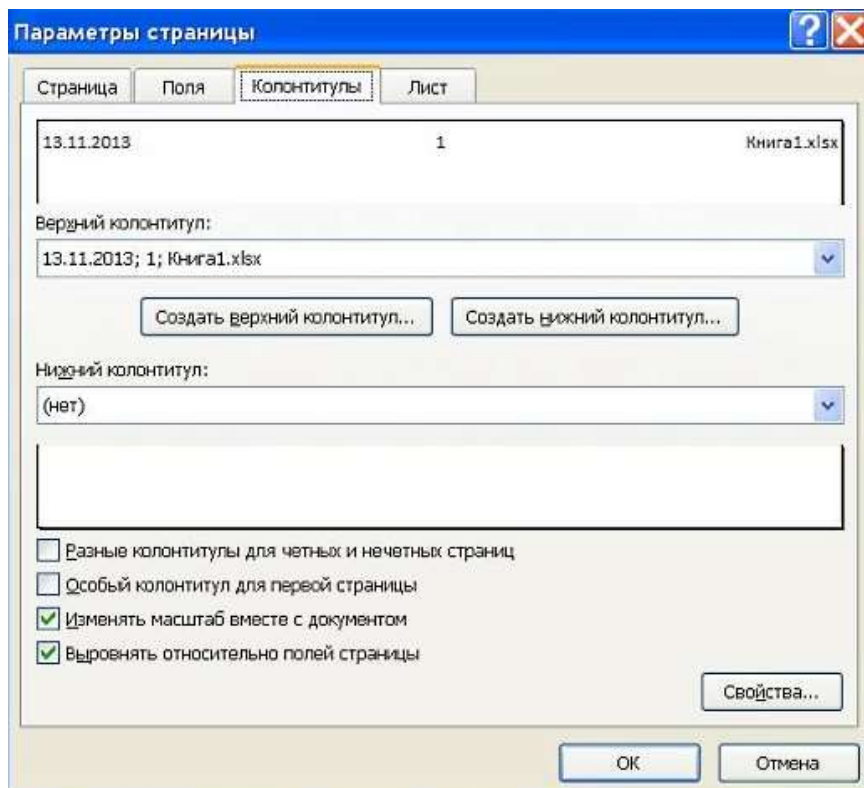 Параметры страницы
Страница Поля Колонтитулы Лист
13.11.2013 1 Книга1.xlsx
Верхний колонтитул:
13.11.2013; 1; Книга1.xlsx
Создать верхний колонтитул... Создать нижний колонтитул...
Нижний колонтитул:
(нет)
Разные колонтитулы для четных и нечетных страниц
Особый колонтитул для первой страницы
Изменять масштаб вместе с документом
Выровнять относительно полей страницы
Свойства...
ОК Отмена